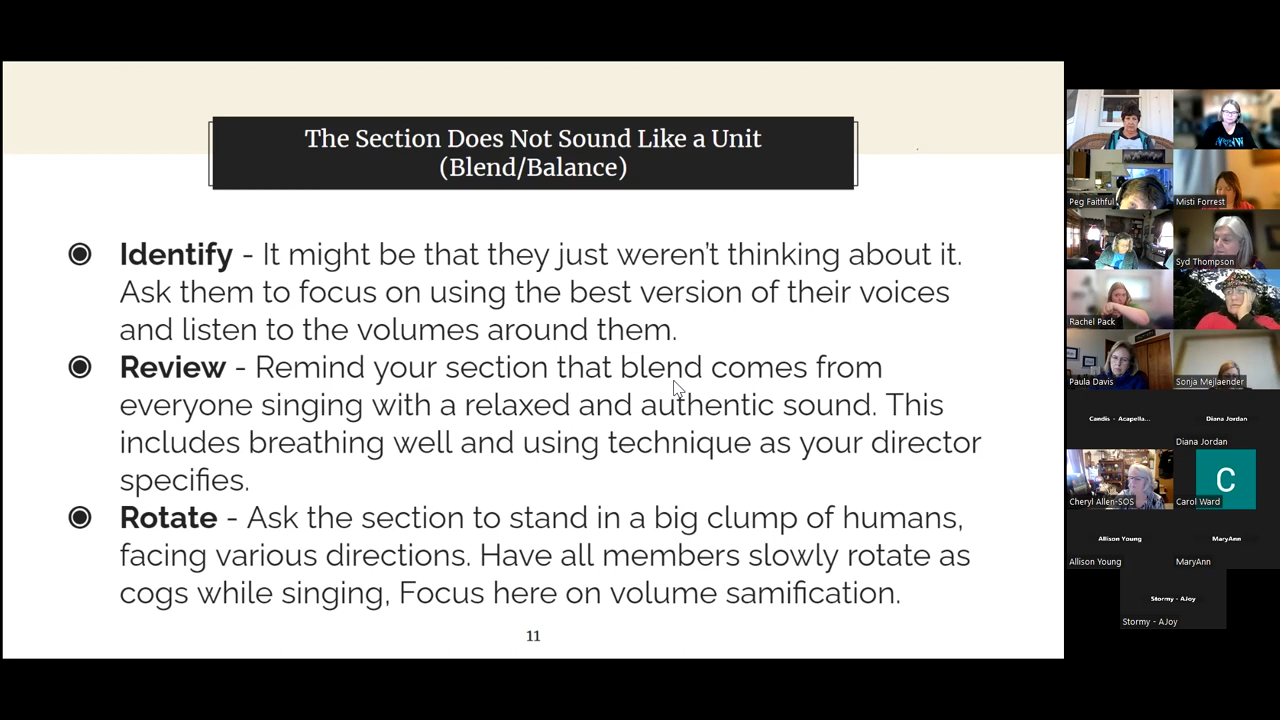 The Section Does Not Sound Like a Unit
(Blend/Balance)
Identify - It might be that they just weren't thinking about it.
Ask them to focus on using the best version of their voices
and listen to the volumes around them.
Review - Remind your section that blend comes from
everyone singing with a relaxed and authentic sound. This
includes breathing well and using technique as your director
specifies.
Rotate - Ask the section to stand in a big clump of humans,
facing various directions. Have all members slowly rotate as
cogs while singing, Focus here on volume samification.
11
Peg Faithful
Misti Forrest
Syd Thompson
Rachel Pack
Paula Davis
Sonja Mejlaender
Candis - Acapella...
Diana Jordan
Diana Jordan
Cheryl Allen-SOS
C
Carol Ward
Allison Young
MaryAnn
Allison Young
MaryAnn
Stormy - AJoy
Stormy - AJoy